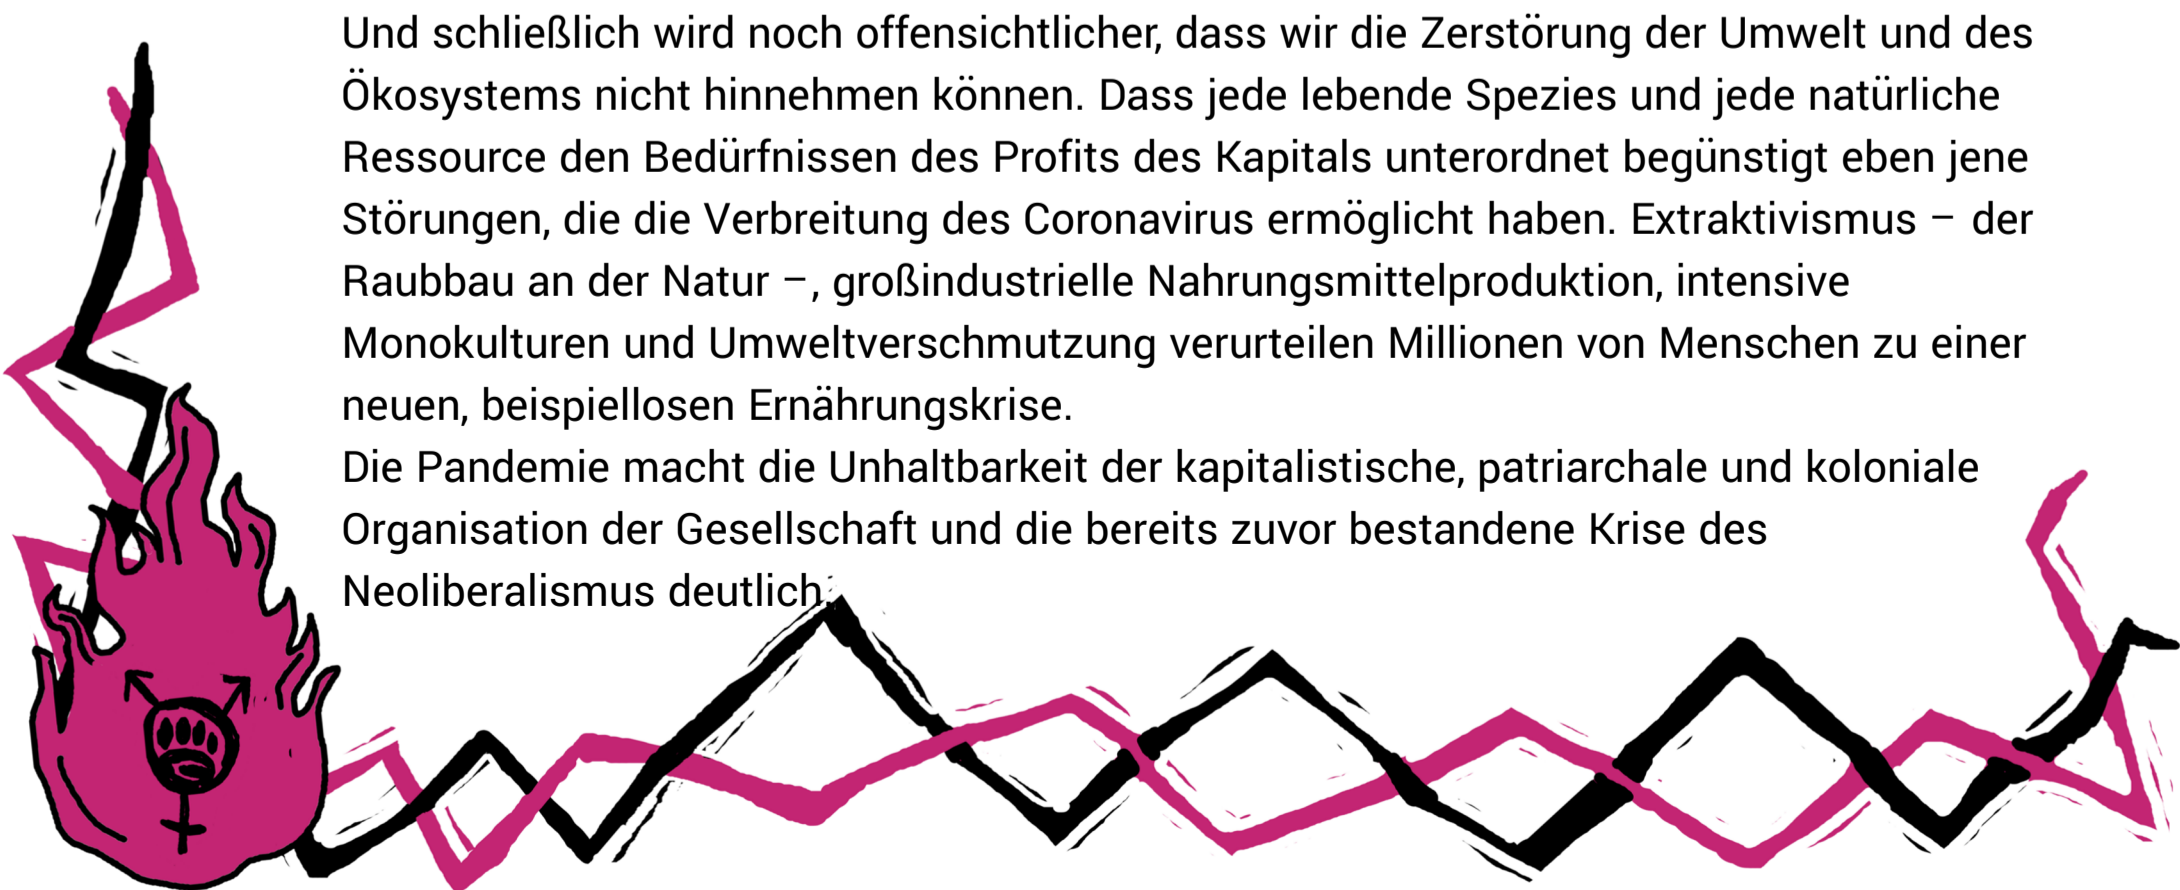 Und schließlich wird noch offensichtlicher, dass wir die Zerstörung der Umwelt und des
Ökosystems nicht hinnehmen können. Dass jede lebende Spezies und jede natürliche
Ressource den Bedürfnissen des Profits des Kapitals unterordnet begünstigt eben jene
Störungen, die die Verbreitung des Coronavirus ermöglicht haben. Extraktivismus – der
Raubbau an der Natur –, großindustrielle Nahrungsmittelproduktion, intensive
Monokulturen und Umweltverschmutzung verurteilen Millionen von Menschen zu einer
neuen, beispiellosen Ernährungskrise.
Die Pandemie macht die Unhaltbarkeit der kapitalistische, patriarchale und koloniale
Organisation der Gesellschaft und die bereits zuvor bestandene Krise des
Neoliberalismus deutlich.